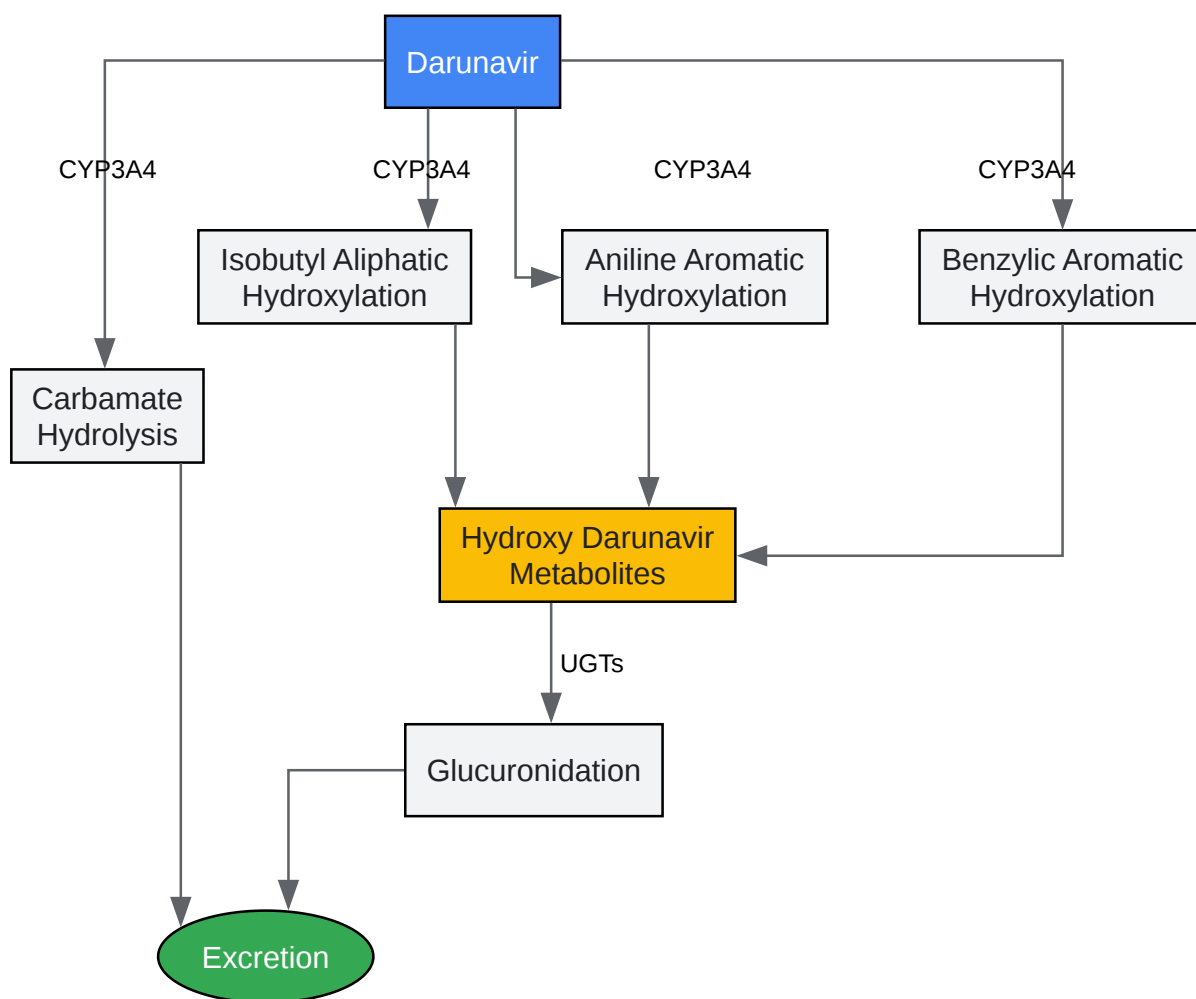 Darunavir
CYP3A4
CYP3A4
CYP3A4
CYP3A4
Isobutyl Aliphatic
Hydroxylation
Aniline Aromatic
Hydroxylation
Benzylic Aromatic
Hydroxylation
Carbamate
Hydrolysis
Hydroxy Darunavir
Metabolites
UGTs
Glucuronidation
Excretion